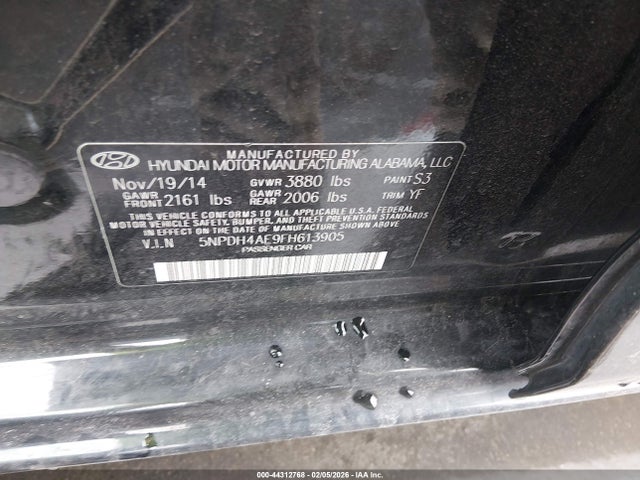 MANUFACTURED BY
HYUNDAI MOTOR MANUFACTURING ALABAMA, LLC
Nov/19/14 GVWR 3880 lbs PAINT S3
GAWR FRONT 2161 lbs GAWR REAR 2006 lbs TRIM YF
THIS VEHICLE CONFORMS TO ALL APPLICABLE U.S.A. FEDERAL
MOTOR VEHICLE SAFETY, BUMPER, AND THEFT PREVENTION STANDARDS
IN EFFECT ON THE DATE OF MANUFACTURE SHOWN ABOVE.
V.I.N 5NPDH4AE9FH613905
PASSENGER CAR
000-44312768 - 02/05/2026 - IAA Inc.